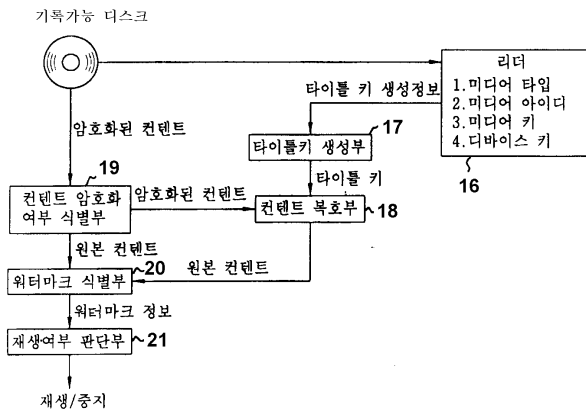 기록가능 디스크
리더
1.미디어 타입
2.미디어 아이디
3.미디어 키
4.디바이스 키
16
타이틀 키 생성정보
17
타이틀키 생성부
타이틀 키
암호화된 컨텐트
19
컨텐트 암호화
여부 식별부
암호화된 컨텐트
컨텐트 복호부
18
원본 컨텐트
원본 컨텐트
20
워터마크 식별부
워터마크 정보
재생여부 판단부
21
재생/중지